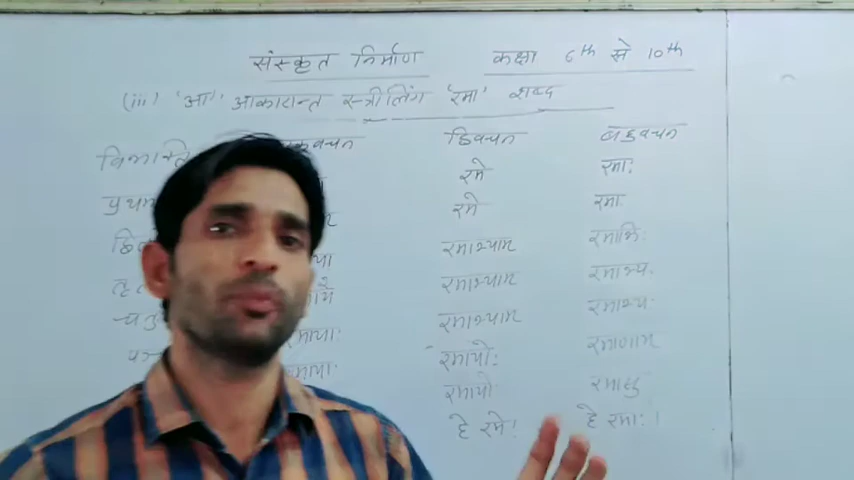 संस्कृत निर्माण कक्षा 6th से 10th
(iii) 'आ' आकारान्त स्त्रीलिंग 'रमा' शब्द
विभक्ति द्विवचन बहुवचन
रमे रमाः
रमे रमाः
रमाभ्याम् रमाभिः
रमाभ्याम् रमाभ्यः
रमाभ्याम् रमाभ्यः
रमायाः रमयोः रमाणाम्
रमयोः रमासु
हे रमे! हे रमाः!